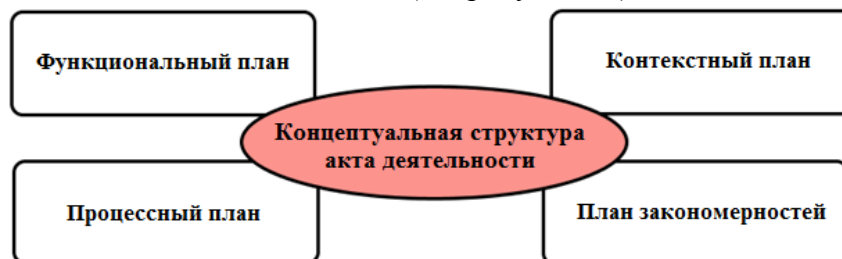 Функциональный план
Контекстный план
Концептуальная структура
акта деятельности
Процессный план
План закономерностей